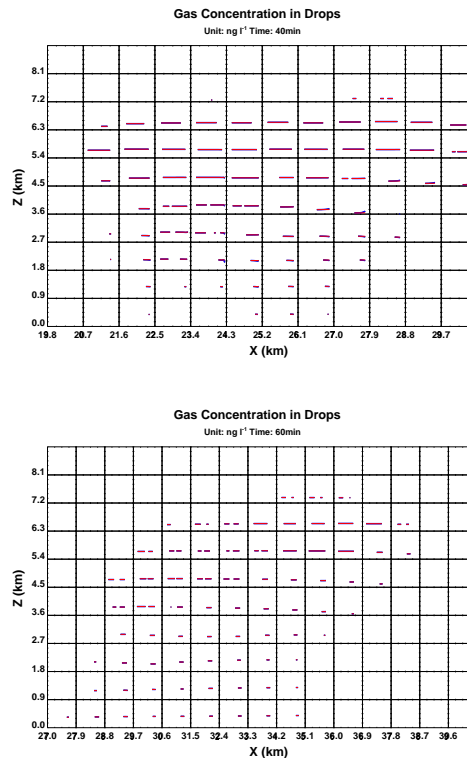 Gas Concentration in Drops
Unit: ng l⁻¹ Time: 40min
8.1
7.2
6.3
5.4
4.5
3.6
2.7
1.8
0.9
0.0
Z (km)
19.8 20.7 21.6 22.5 23.4 24.3 25.2 26.1 27.0 27.9 28.8 29.7
X (km)
Gas Concentration in Drops
Unit: ng l⁻¹ Time: 60min
8.1
7.2
6.3
5.4
4.5
3.6
2.7
1.8
0.9
0.0
Z (km)
27.0 27.9 28.8 29.7 30.6 31.5 32.4 33.3 34.2 35.1 36.0 36.9 37.8 38.7 39.6
X (km)